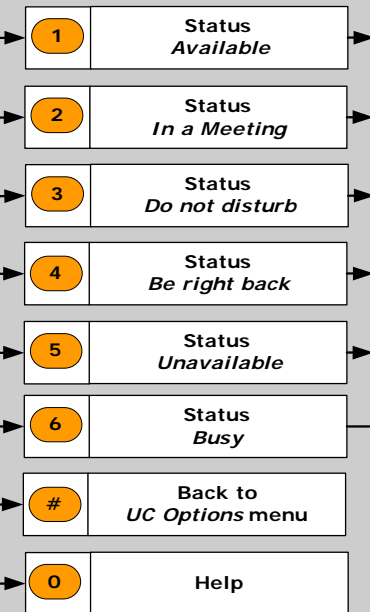 1
Status
Available
2
Status
In a Meeting
3
Status
Do not disturb
4
Status
Be right back
5
Status
Unavailable
6
Status
Busy
#
Back to
UC Options menu
0
Help